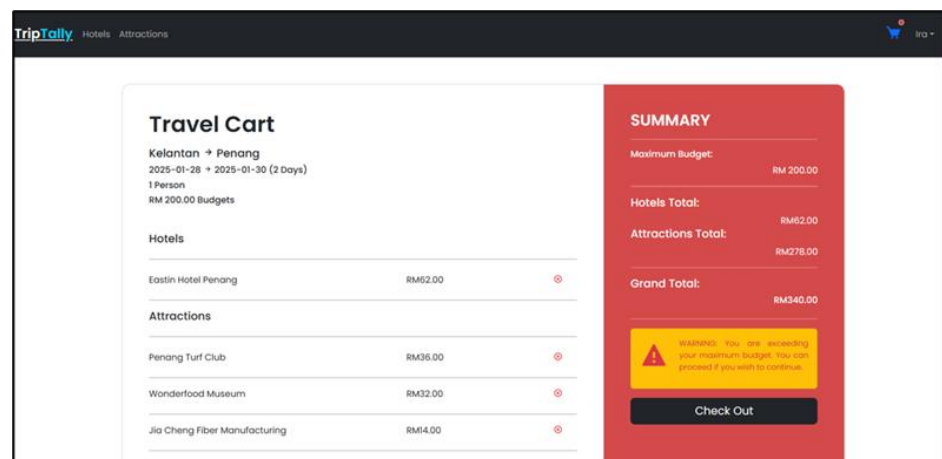 TripTally Hotels Attractions
Ira
Travel Cart
Kelantan → Penang
2025-01-28 → 2025-01-30 (2 Days)
1 Person
RM 200.00 Budgets
Hotels
Eastin Hotel Penang RM62.00
Attractions
Penang Turf Club RM36.00
Wonderfood Museum RM32.00
Jia Cheng Fiber Manufacturing RM14.00
SUMMARY
Maximum Budget:
RM 200.00
Hotels Total:
RM62.00
Attractions Total:
RM278.00
Grand Total:
RM340.00
WARNING: You are exceeding
your maximum budget. You can
proceed if you wish to continue.
Check Out